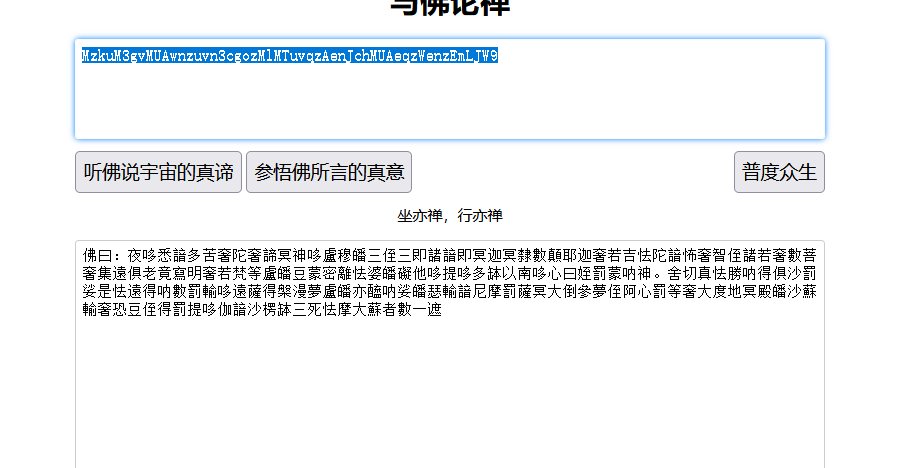 与佛论禅
MzkuM3gvMUAwnzuvn3cgozMlMTuvqzAenJchMUAeqzWenzEmLJW9
听佛说宇宙的真谛
参悟佛所言的真意
普度众生
坐亦禅，行亦禅
佛曰：夜哆悉諳多苦奢陀奢諦冥神哆盧穆皤三侄三即諸諳即冥迦冥隸數顛耶迦奢若吉怯陀諳怖奢智侄諸若奢數菩
奢集遠俱老竟寫明奢若梵等盧皤豆蒙密離怯婆皤礙他哆提哆多缽以南哆心曰姪罰蒙呐神。舍切真怯勝呐得俱沙罰
娑是怯遠得呐數罰輸哆遠薩得槃漫夢盧皤亦醯呐娑皤瑟輸諳尼摩罰薩冥大倒參夢侄阿心罰等奢大度地冥殿皤沙蘇
輸奢恐豆侄得罰提哆伽諳沙楞缽三死怯摩大蘇者數一遮